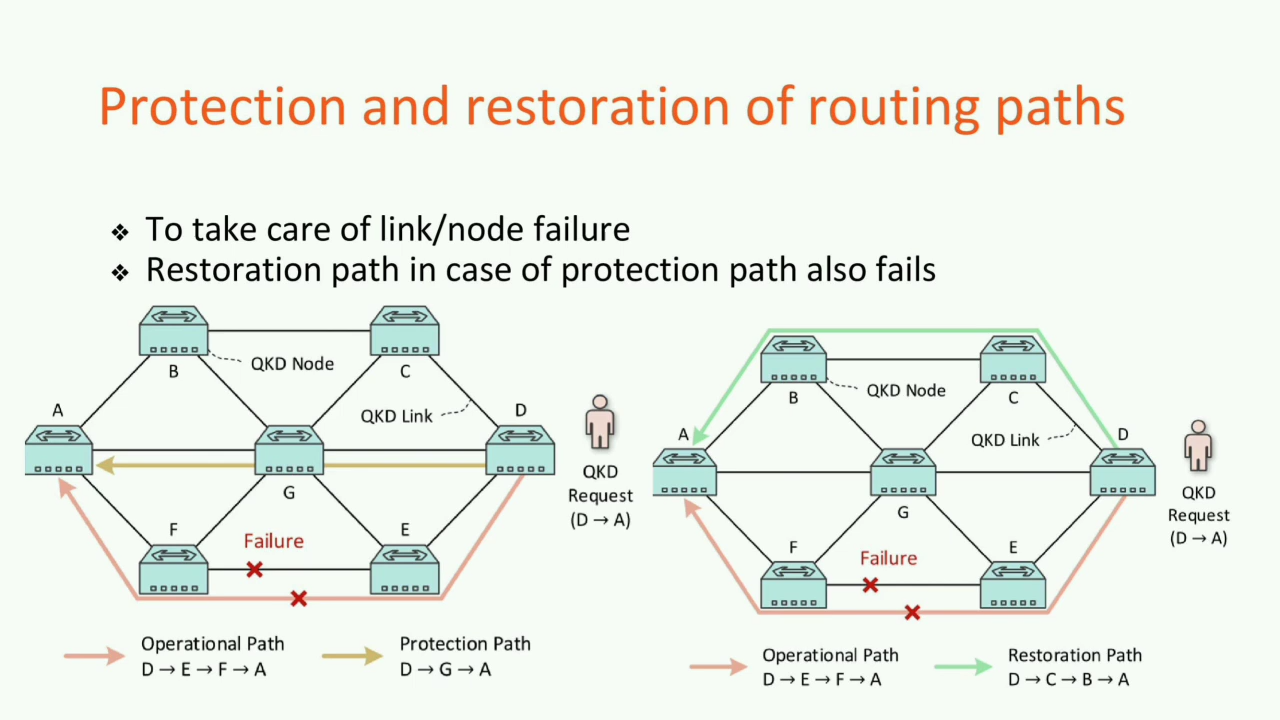 Protection and restoration of routing paths
❖ To take care of link/node failure
❖ Restoration path in case of protection path also fails
B
QKD Node
C
QKD Link
A
D
G
F
E
Failure
QKD
Request
(D → A)
Operational Path
D → E → F → A
Protection Path
D → G → A
B
QKD Node
C
QKD Link
A
D
G
F
E
Failure
QKD
Request
(D → A)
Operational Path
D → E → F → A
Restoration Path
D → C → B → A